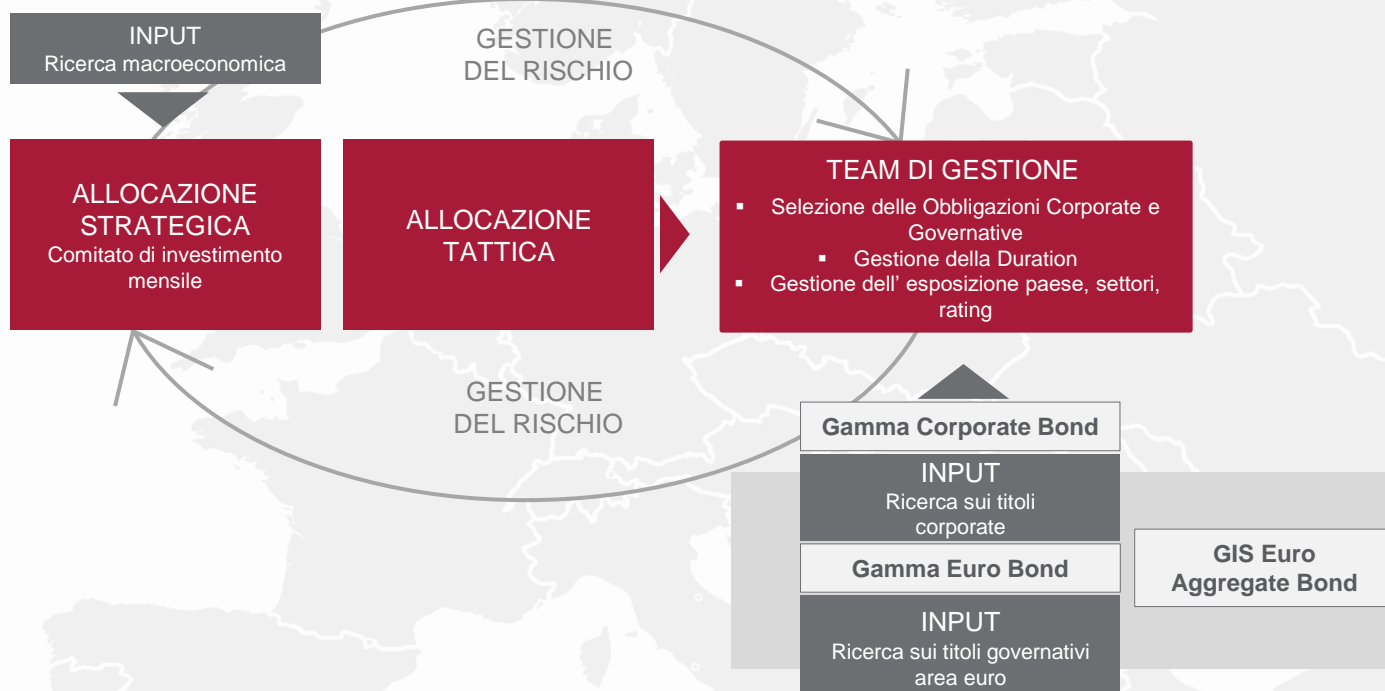 INPUT
Ricerca macroeconomica
GESTIONE
DEL RISCHIO
ALLOCAZIONE
STRATEGICA
Comitato di investimento
mensile
ALLOCAZIONE
TATTICA
TEAM DI GESTIONE
▪ Selezione delle Obbligazioni Corporate e
Governative
▪ Gestione della Duration
▪ Gestione dell' esposizione paese, settori,
rating
GESTIONE
DEL RISCHIO
Gamma Corporate Bond
INPUT
Ricerca sui titoli
corporate
Gamma Euro Bond
INPUT
Ricerca sui titoli governativi
area euro
GIS Euro
Aggregate Bond